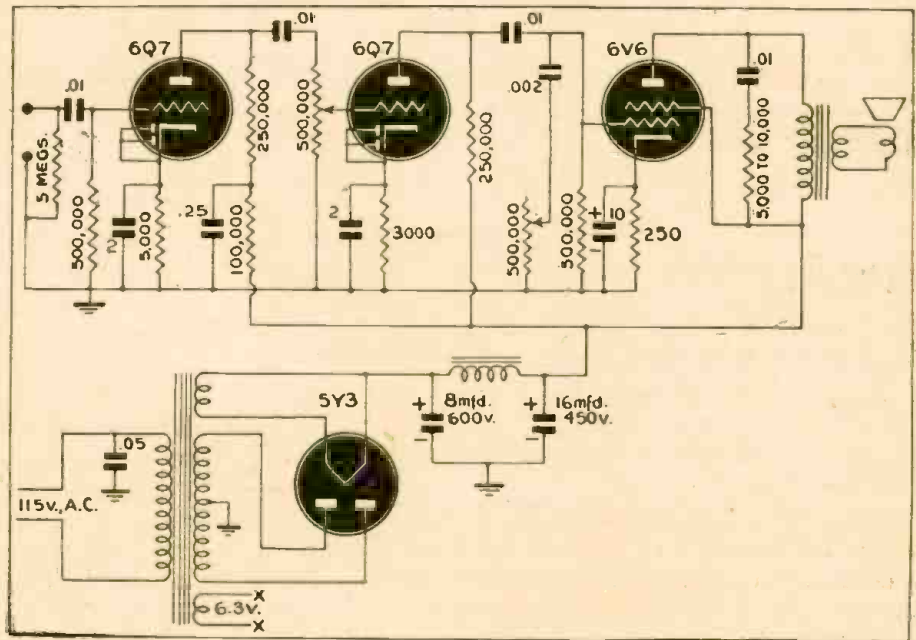 .01
6Q7
.01
6Q7
.01
6V6
.01
5 MEGS.
500,000
.2
5,000
.25
250,000
100,000
500,000
2
3000
250,000
.002
500,000
500,000
+ 10
-
250
5,000 TO 10,000
115v., A.C.
.05
5Y3
+
-
8mfd.
600v.
+
-
16mfd.
450v.
6.3v.
X
X